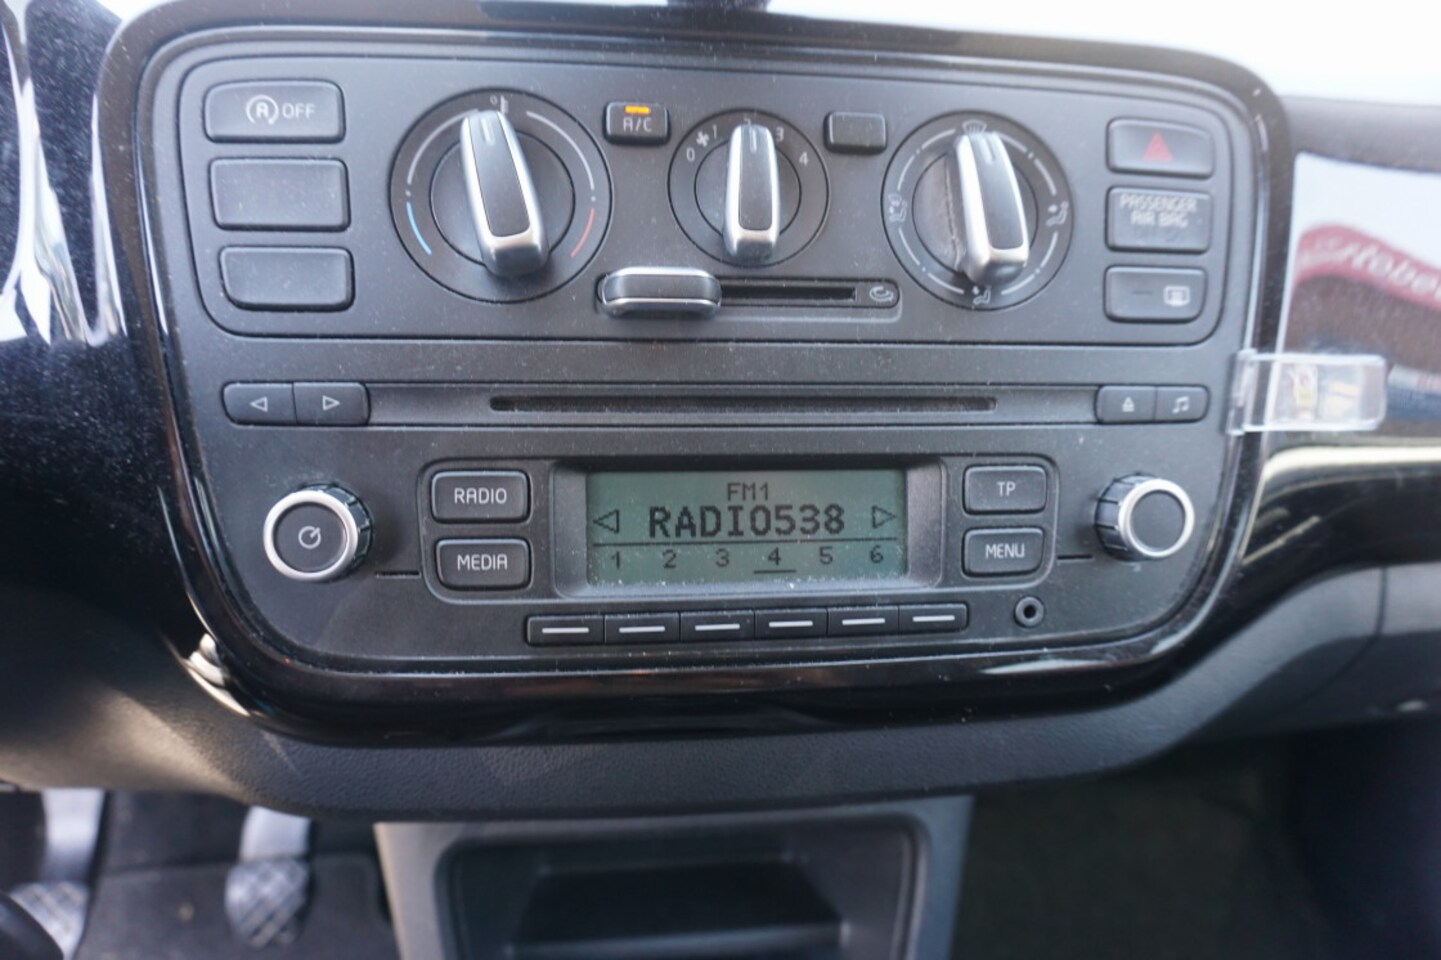 A OFF
A/C
0 1 2 3 4
PASSENGER
AIR BAG
RADIO
MEDIA
FM1
RADIO538
1 2 3 4 5 6
TP
MENU